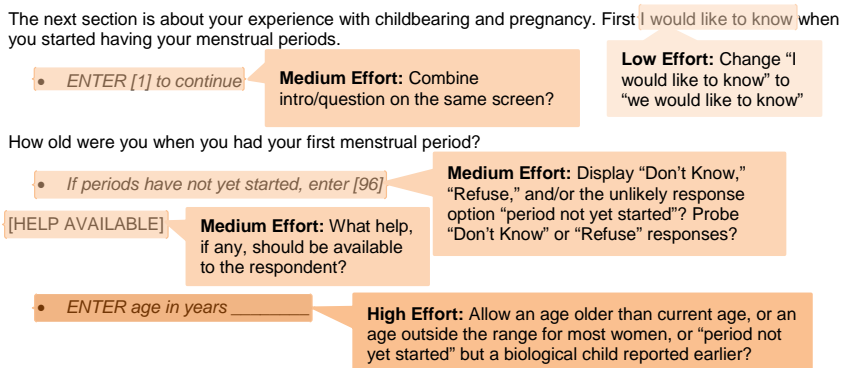 The next section is about your experience with childbearing and pregnancy. First I would like to know when
you started having your menstrual periods.
Low Effort: Change “I
would like to know” to
“we would like to know”
• ENTER [1] to continue
Medium Effort: Combine
intro/question on the same screen?
How old were you when you had your first menstrual period?
• If periods have not yet started, enter [96]
Medium Effort: Display “Don’t Know,”
“Refuse,” and/or the unlikely response
option “period not yet started”? Probe
“Don’t Know” or “Refuse” responses?
[HELP AVAILABLE]
Medium Effort: What help,
if any, should be available
to the respondent?
• ENTER age in years ________
High Effort: Allow an age older than current age, or an
age outside the range for most women, or “period not
yet started” but a biological child reported earlier?